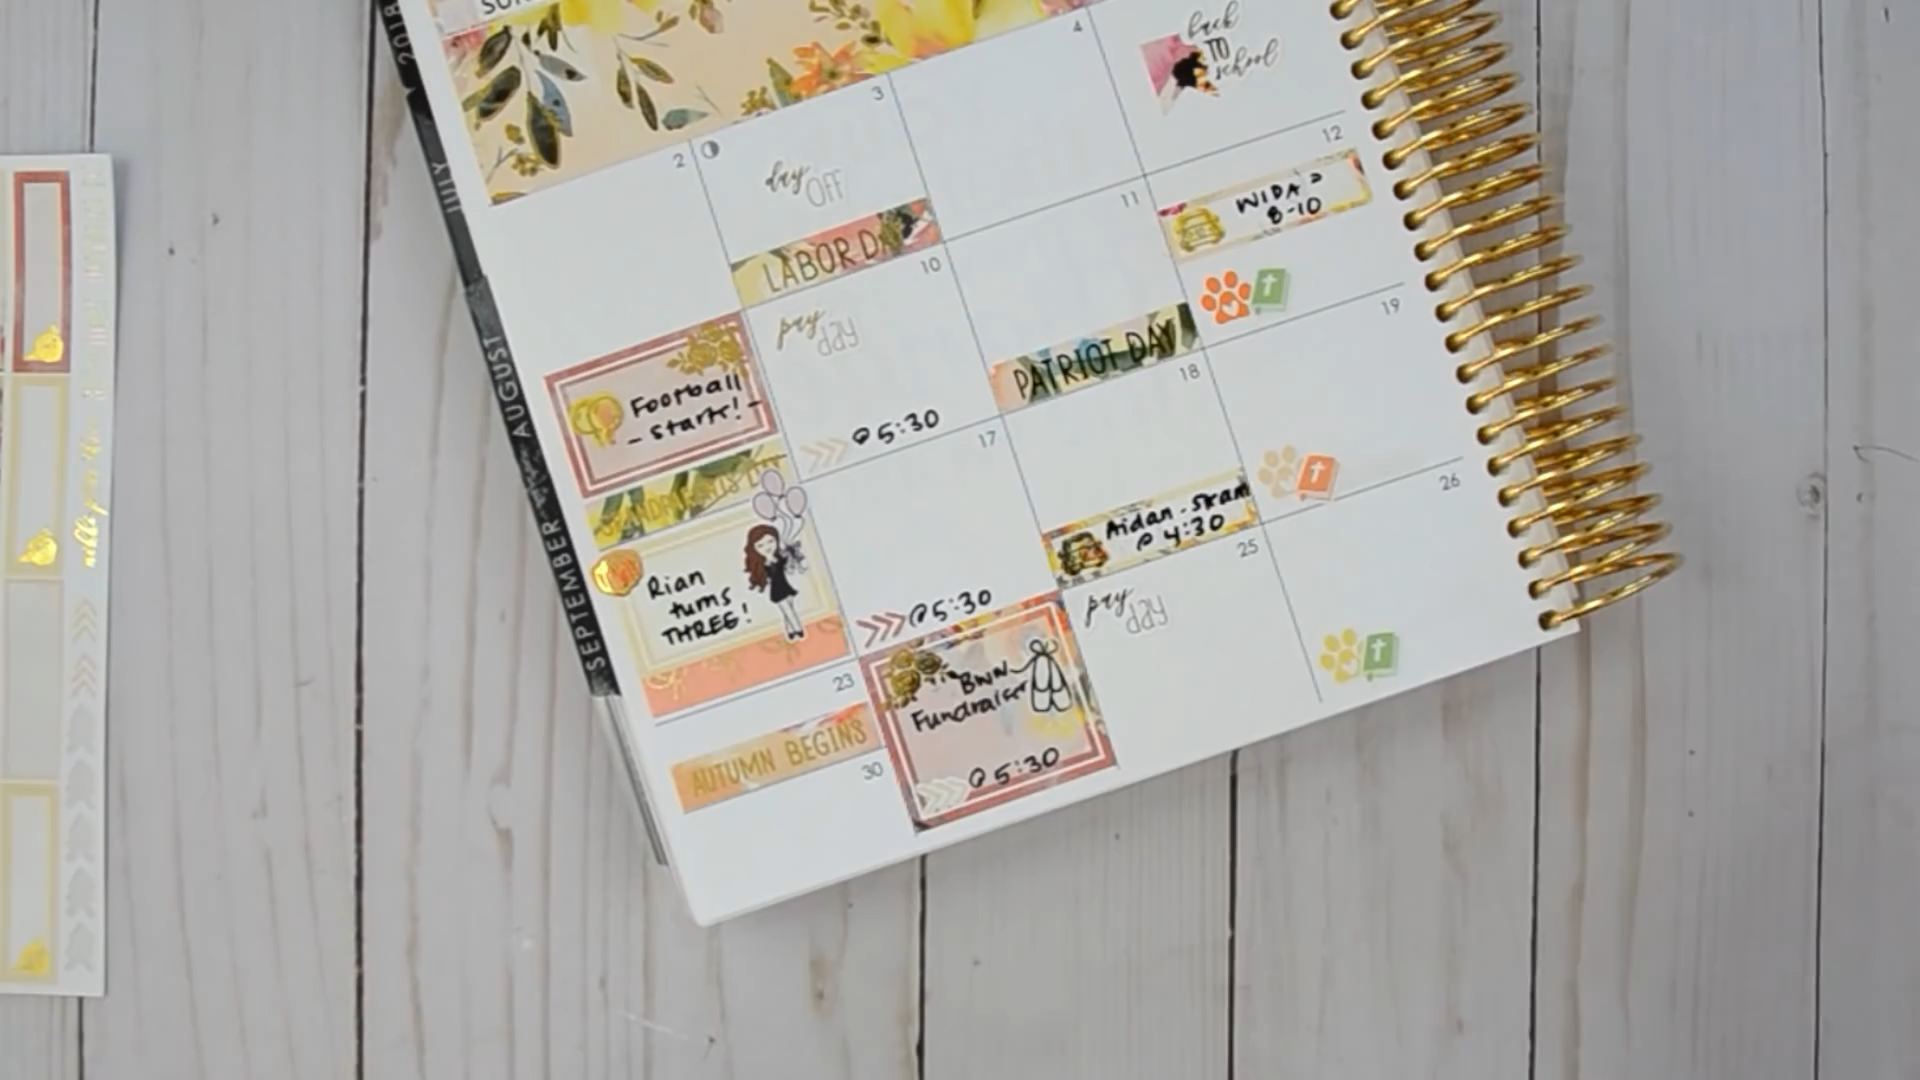 2018
JULY
AUGUST
SEPTEMBER
2
3
4
day
OFF
LABOR DA
back
TO
school
10
11
12
Football
- starts! -
pay
DAY
@ 5:30
PATRIOT DAY
WIDA's
8-10
Rian
turns
THREE!
17
18
19
@ 5:30
Aidan - Skam
@ 4:30
23
25
26
AUTUMN BEGINS
BWW
Fundraiser
@ 5:30
pay
DAY
30